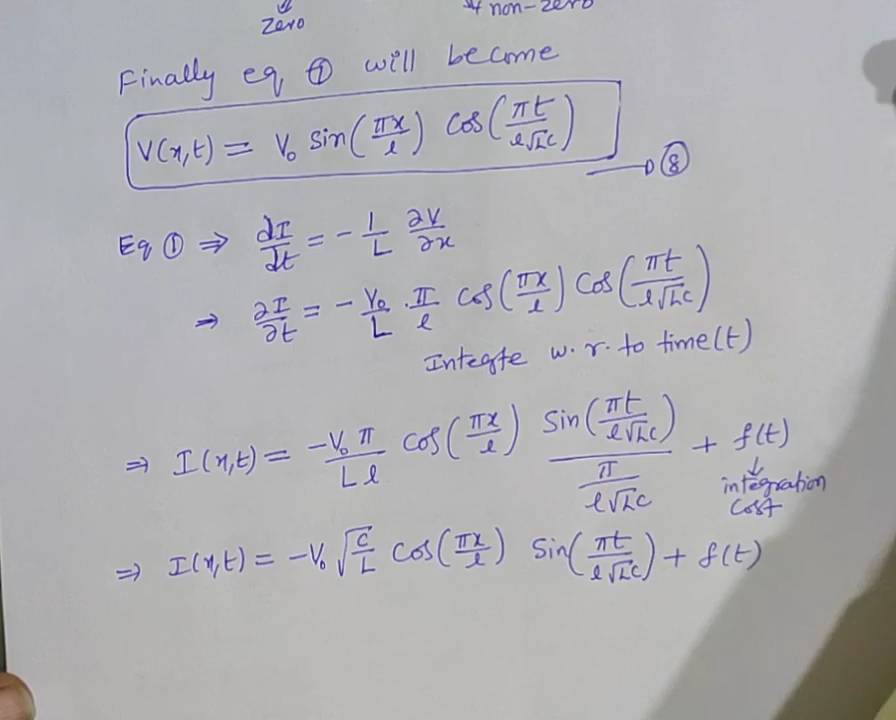 zero non-zero
Finally eq ① will become
V(x,t) = V₀ sin(πx/l) cos(πt/l√LC) ⑧
Eq ① ⇒ dI/dt = -1/L ∂V/∂x
⇒ ∂I/∂t = -V₀/L . π/l cos(πx/l) cos(πt/l√LC)
Integte w.r. to time(t)
⇒ I(x,t) = -V₀π/Ll cos(πx/l) sin(πt/l√LC)/(π/l√LC) + f(t)
↓
integration
cost
⇒ I(x,t) = -V₀ √(C/L) cos(πx/l) sin(πt/l√LC) + f(t)